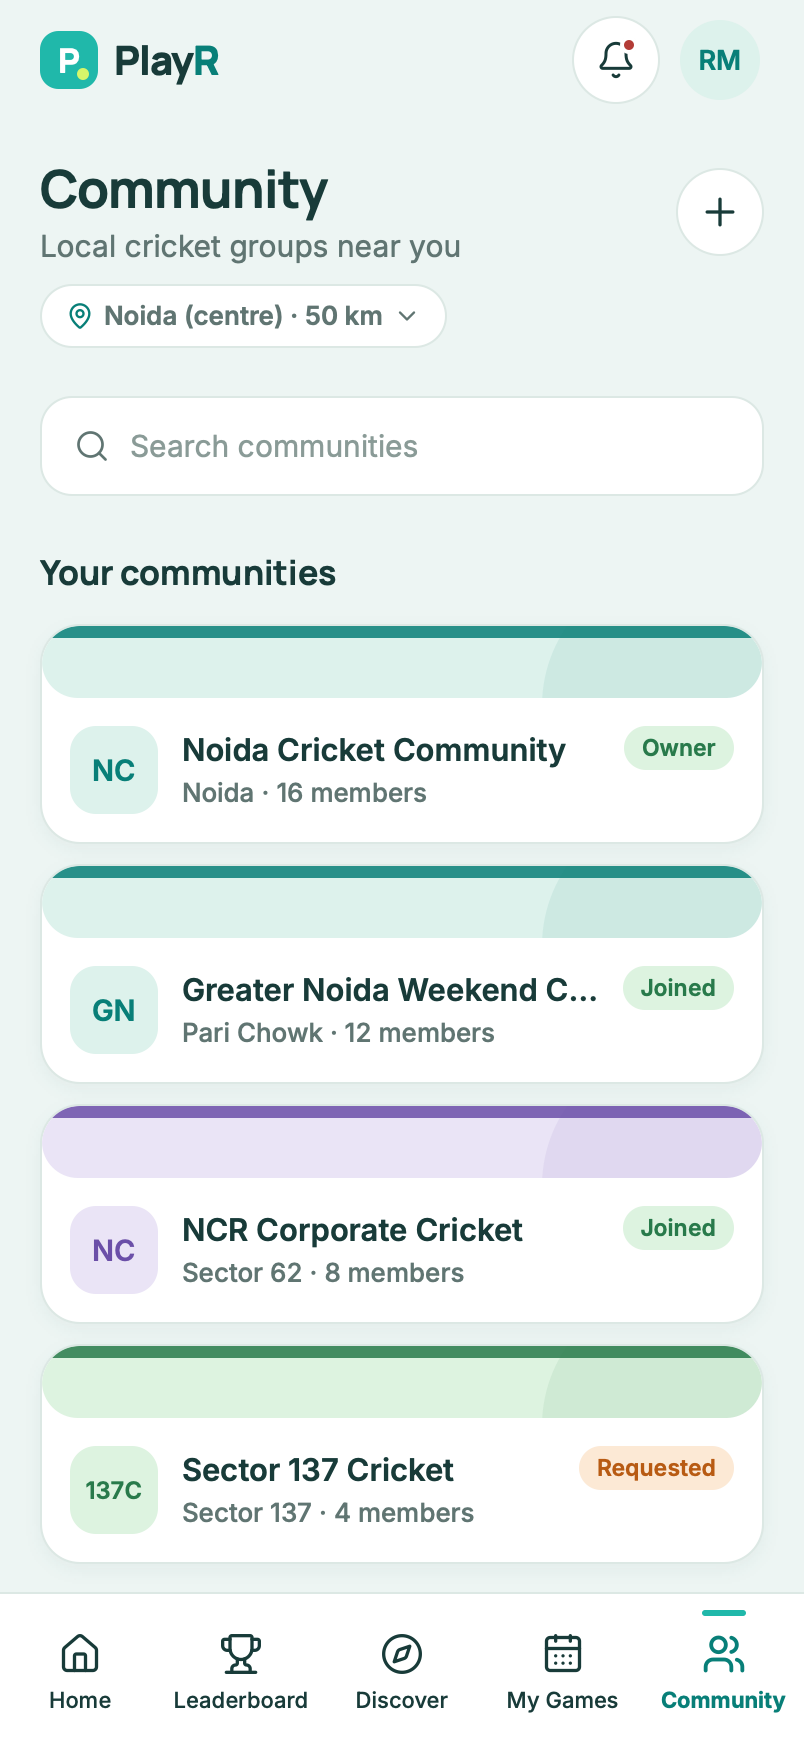 P.
PlayR
RM
Community
Local cricket groups near you
Noida (centre) · 50 km
Search communities
Your communities
NC
Noida Cricket Community
Owner
Noida · 16 members
GN
Greater Noida Weekend C...
Joined
Pari Chowk · 12 members
NC
NCR Corporate Cricket
Joined
Sector 62 · 8 members
137C
Sector 137 Cricket
Requested
Sector 137 · 4 members
Home
Leaderboard
Discover
My Games
Community